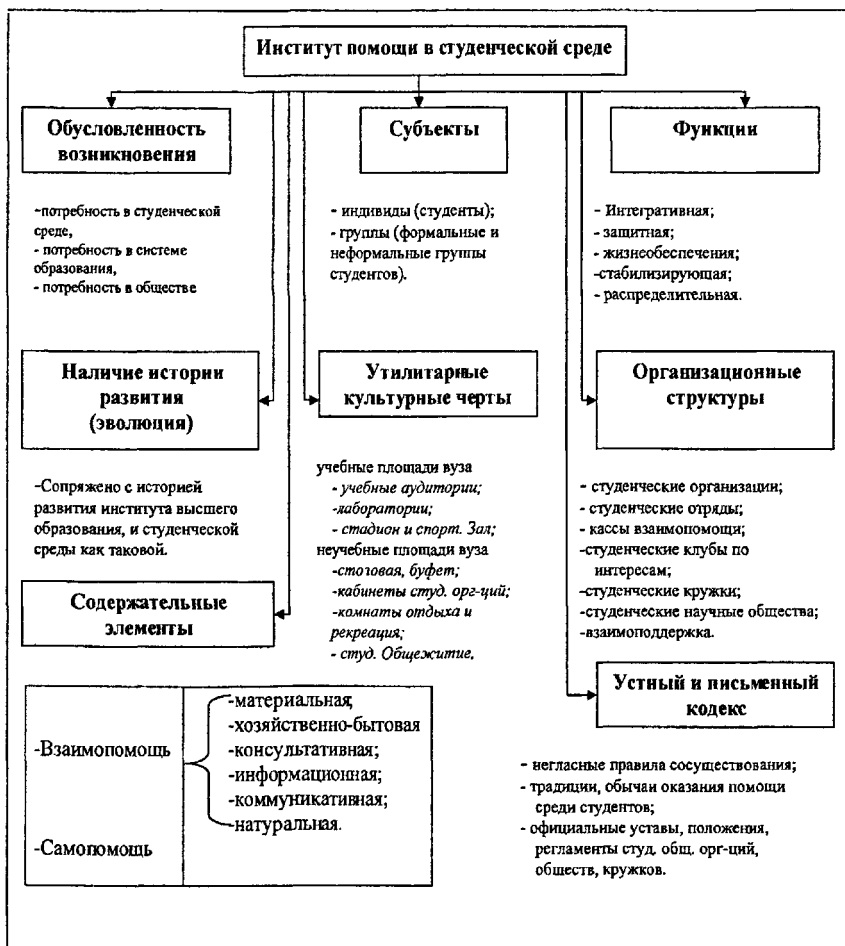 Институт помощи в студенческой среде
Обусловленность
возникновения
-потребность в студенческой
среде,
- потребность в системе
образования,
- потребность в обществе
Субъекты
- индивиды (студенты);
- группы (формальные и
неформальные группы
студентов).
Функции
- Интегративная;
- защитная;
- жизнеобеспечения;
-стабилизирующая;
- распределительная.
Наличие истории
развития
(эволюция)
-Сопряжено с историей
развития института высшего
образования, и студенческой
среды как таковой.
Утилитарные
культурные черты
учебные площади вуза
- учебные аудитории;
-лаборатории;
- стадион и спорт. Зал;
неучебные площади вуза
-стоговая, буфет;
-кабинеты студ. орг-ций;
-комнаты отдыха и
рекреация;
- студ. Общежитие.
Организационные
структуры
- студенческие организации;
- студенческие отряды;
- кассы взаимопомощи;
-студенческие клубы по
интересам;
-студенческие кружки;
-студенческие научные общества;
-взаимоподдержка.
Содержательные
элементы
-Взаимопомощь
-Самопомощь
-материальная;
-хозяйственно-бытовая
-консультативная;
-информационная;
-коммуникативная;
-натуральная.
Устный и письменный
кодекс
- негласные правила сосуществования;
- традиции, обычаи оказания помощи
среди студентов;
- официальные уставы, положения,
регламенты студ. общ. орг-ций,
обществ, кружков.